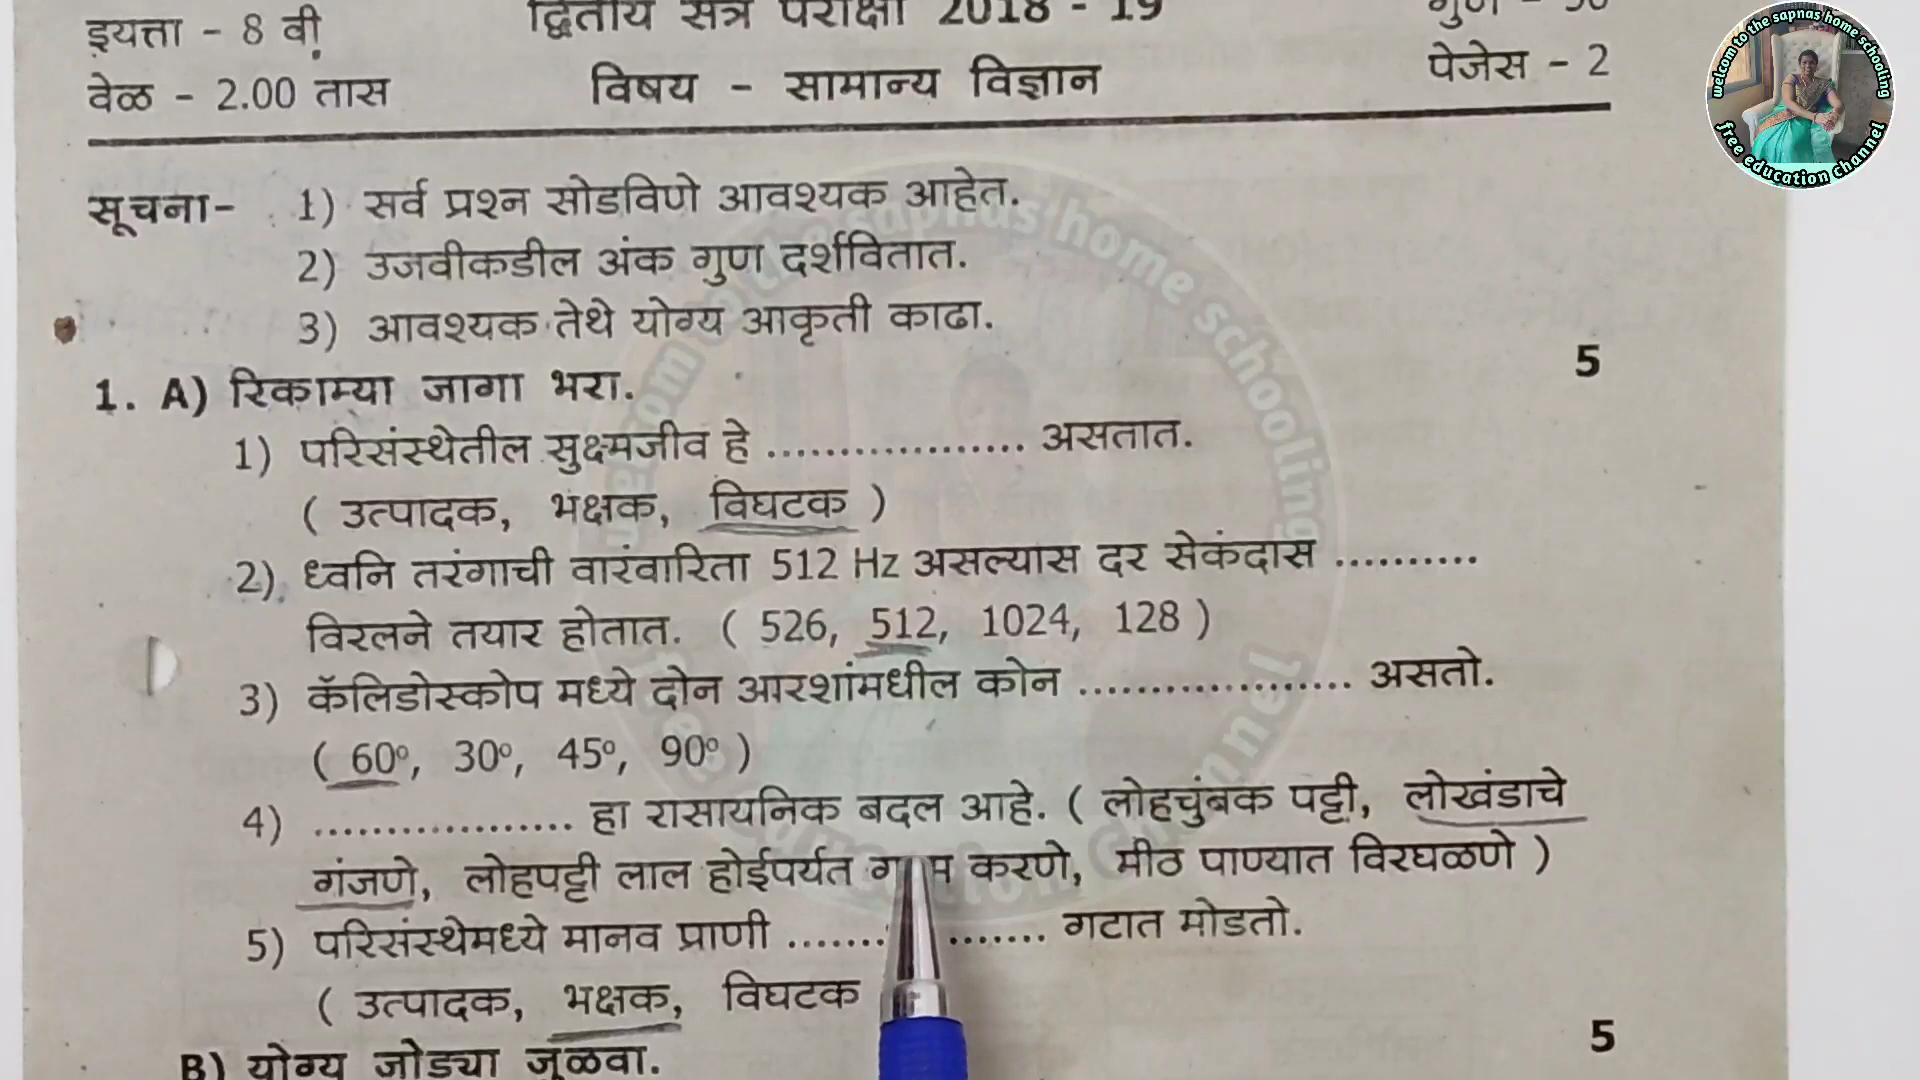 इयत्ता - 8 वी
द्वितीय सत्र परीक्षा 2018 - 19
वेळ - 2.00 तास
विषय - सामान्य विज्ञान
पेजेस - 2
welcom to the sapnas home schooling
free education channel
सूचना- 1) सर्व प्रश्न सोडविणे आवश्यक आहेत.
2) उजवीकडील अंक गुण दर्शवितात.
3) आवश्यक तेथे योग्य आकृती काढा.
1. A) रिकाम्या जागा भरा. 5
1) परिसंस्थेतील सुक्ष्मजीव हे .................. असतात.
( उत्पादक, भक्षक, विघटक )
2) ध्वनि तरंगाची वारंवारिता 512 Hz असल्यास दर सेकंदास ..........
विरलने तयार होतात. ( 526, 512, 1024, 128 )
3) कॅलिडोस्कोप मध्ये दोन आरशांमधील कोन ................... असतो.
( 60°, 30°, 45°, 90° )
4) .................. हा रासायनिक बदल आहे. ( लोहचुंबक पट्टी, लोखंडाचे
गंजणे, लोहपट्टी लाल होईपर्यत करणे, मीठ पाण्यात विरघळणे )
5) परिसंस्थेमध्ये मानव प्राणी .................. गटात मोडतो.
( उत्पादक, भक्षक, विघटक
B) योग्य जोड्या जुळवा. 5